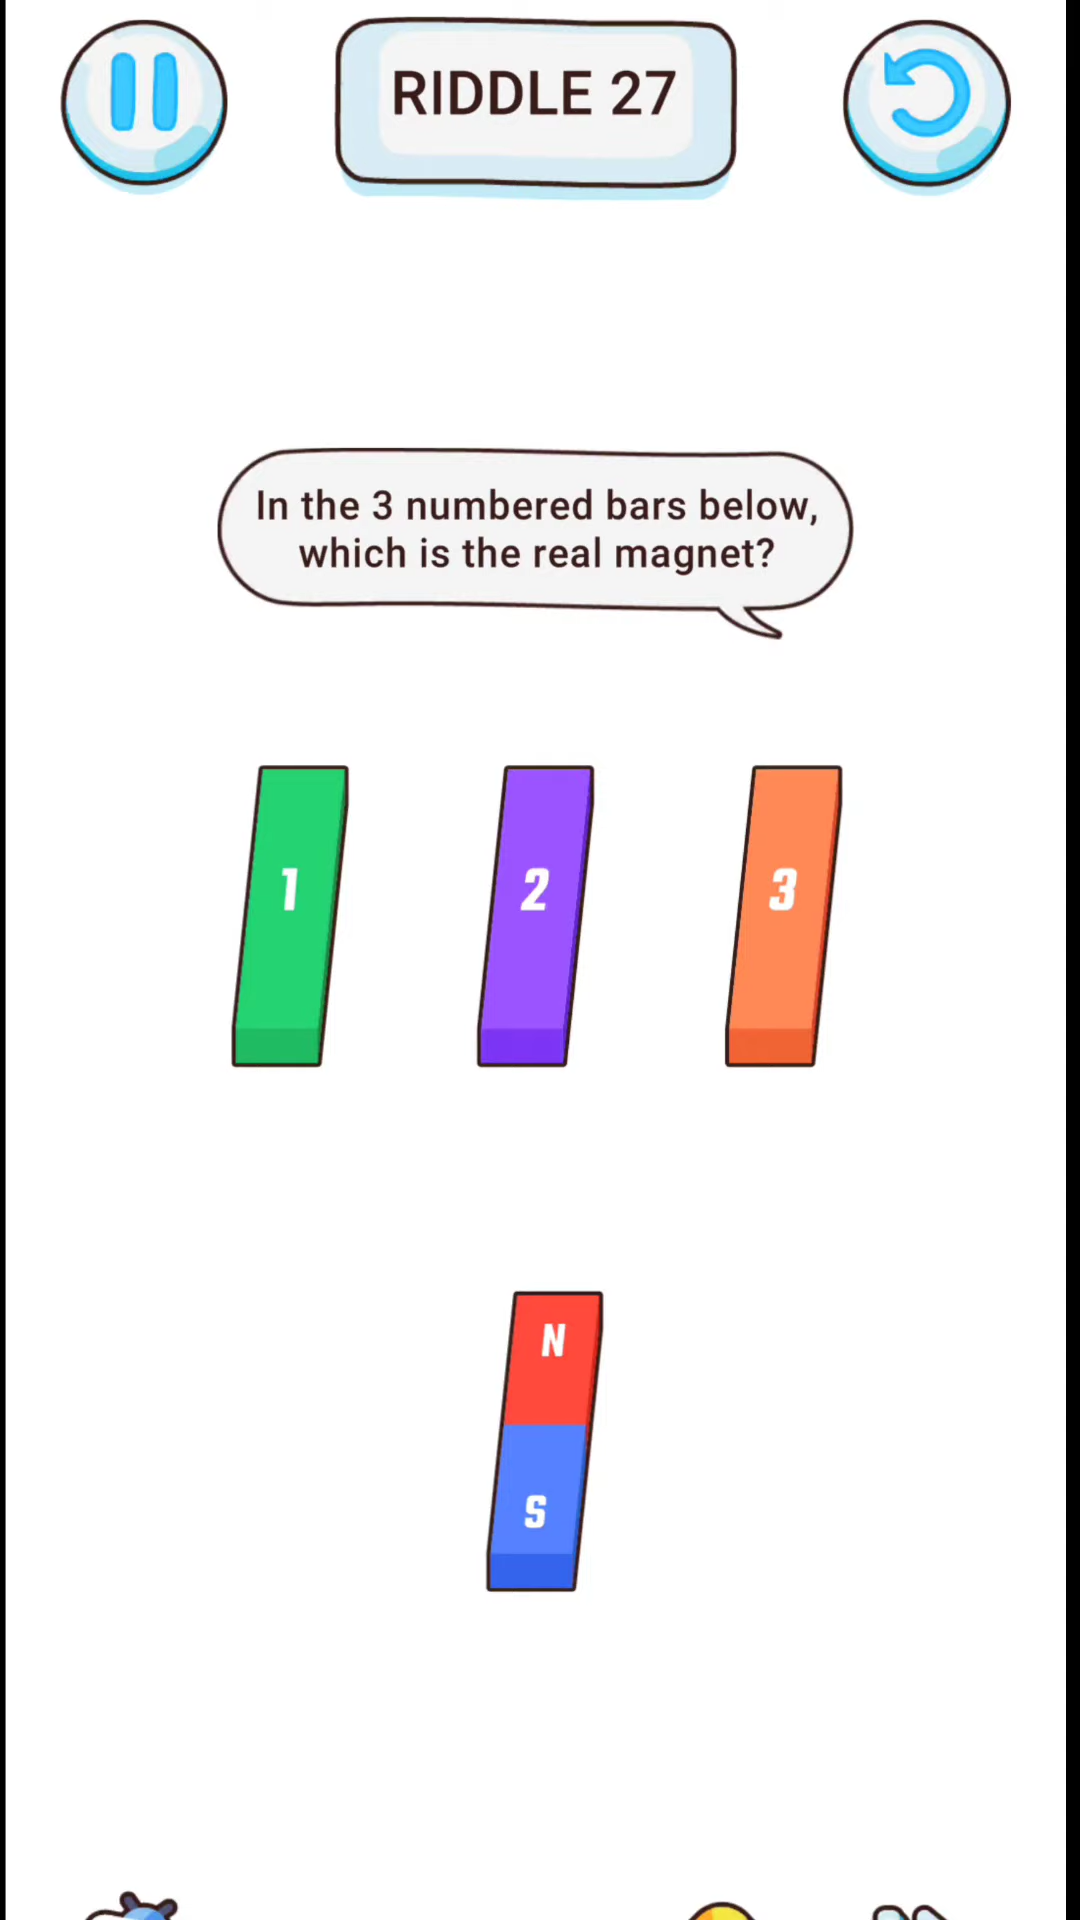 RIDDLE 27
In the 3 numbered bars below,
which is the real magnet?
1 2 3
N
S